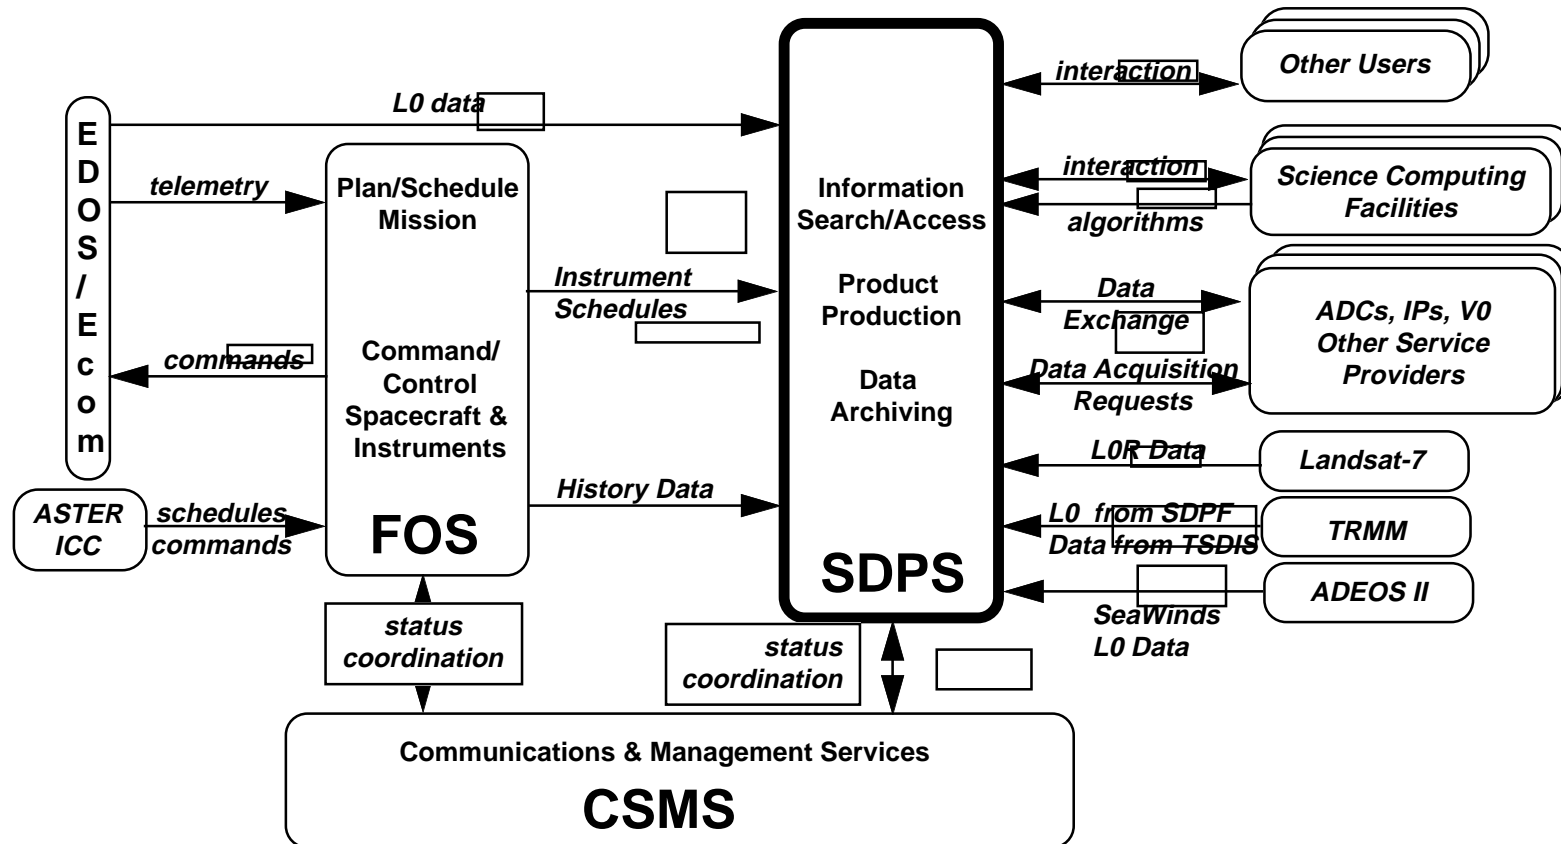 EDOS/Ecom
L0 data
telemetry
commands
ASTER
ICC
schedules
commands
Plan/Schedule
Mission
Command/
Control
Spacecraft &
Instruments
FOS
Instrument
Schedules
History Data
status
coordination
Information
Search/Access
Product
Production
Data
Archiving
SDPS
status
coordination
interaction
Other Users
interaction
algorithms
Science Computing
Facilities
Data
Exchange
Data Acquisition
Requests
ADCs, IPs, V0
Other Service
Providers
L0R Data
Landsat-7
L0 from SDPF
Data from TSDIS
TRMM
SeaWinds
L0 Data
ADEOS II
Communications & Management Services
CSMS